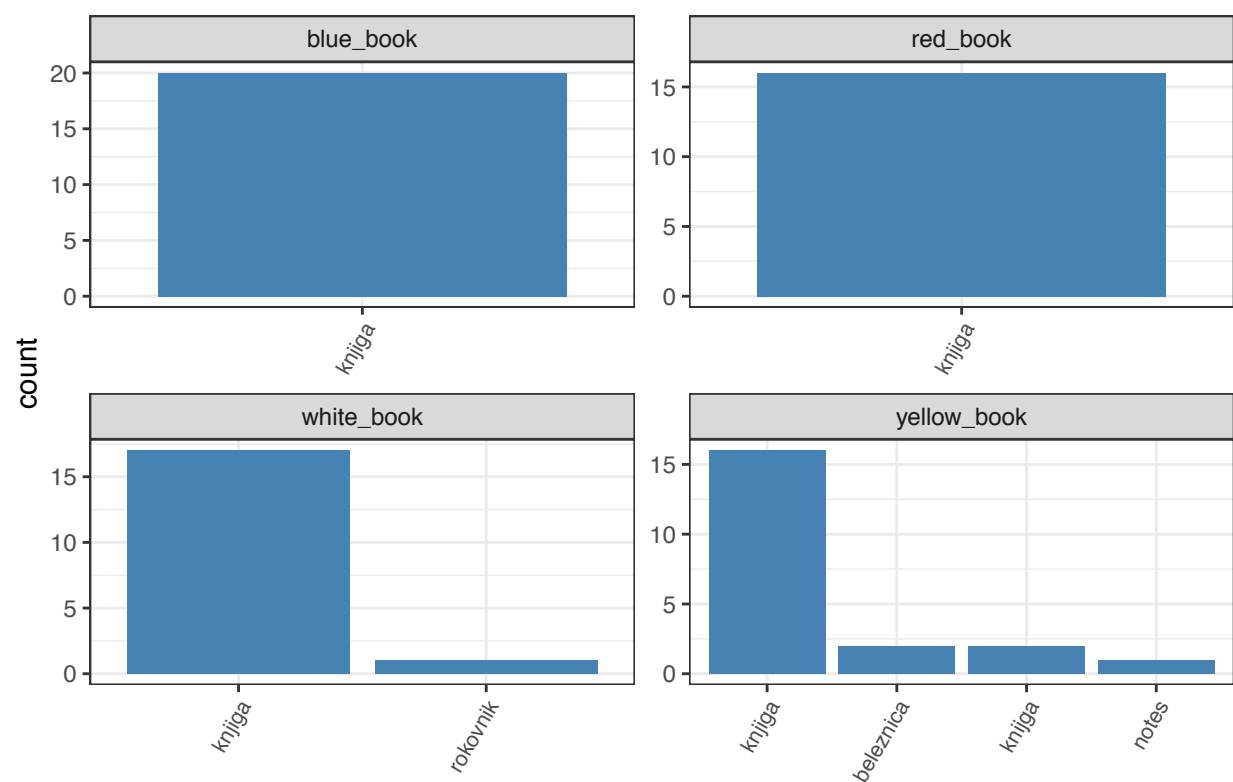 blue_book
red_book
20
15
10
5
0
15
10
5
0
knjiga
knjiga
count
white_book
yellow_book
15
10
5
0
15
10
5
0
knjiga
rokovnik
knjiga
beleznica
knjiga
notes